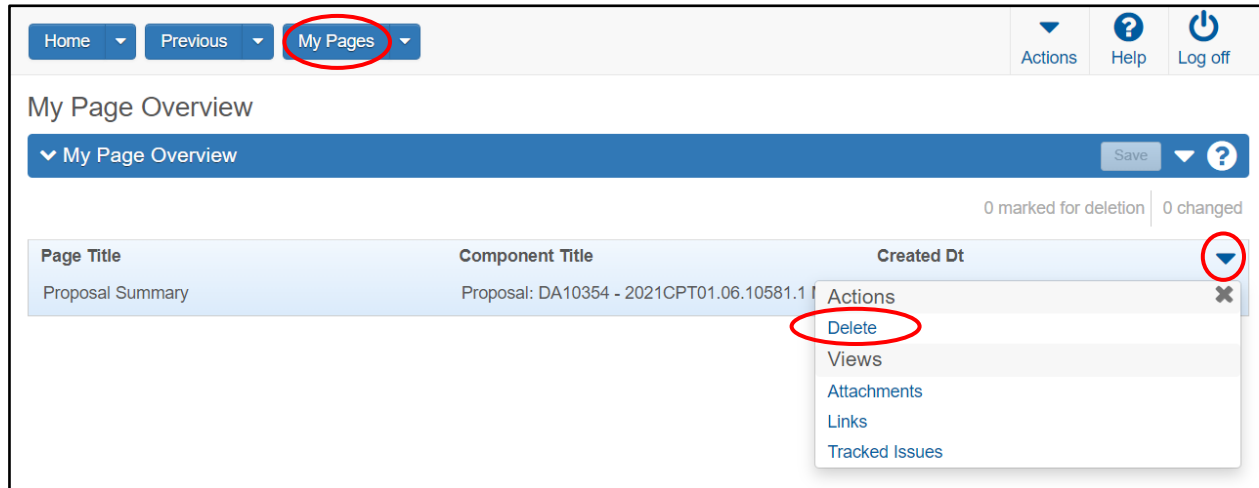 Home Previous My Pages Actions Help Log off
My Page Overview
My Page Overview Save
0 marked for deletion 0 changed
Page Title Component Title Created Dt
Proposal Summary Proposal: DA10354 - 2021CPT01.06.10581.1
Actions
Delete
Views
Attachments
Links
Tracked Issues